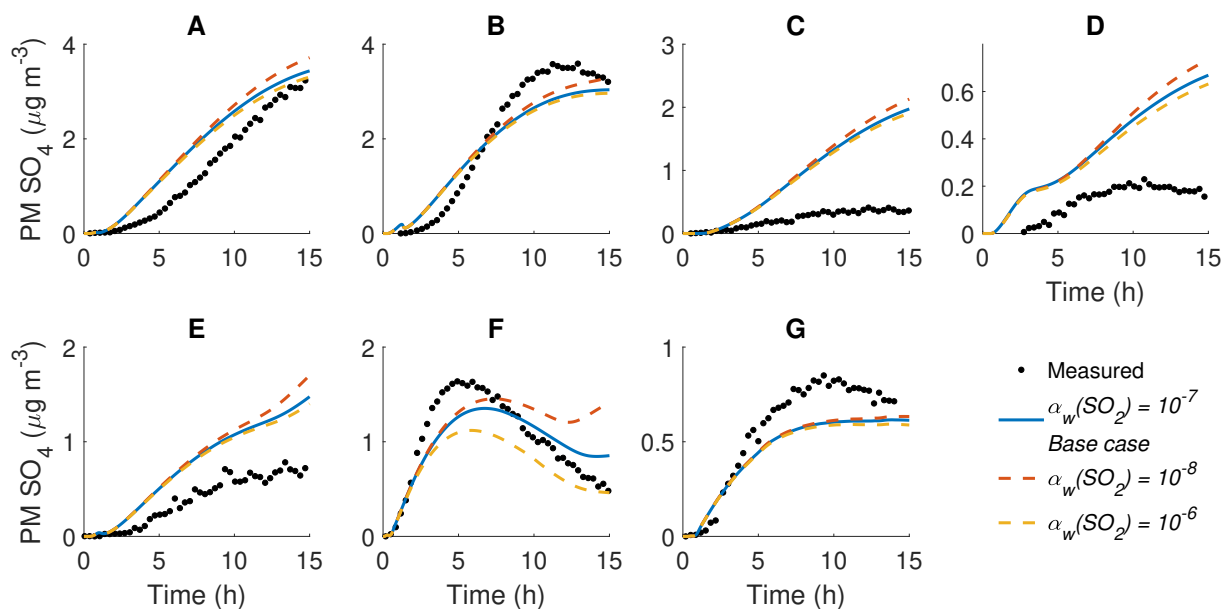 A B C D
PM SO4 (μg m-3)
4
2
0
0 5 10 15
4
2
0
0 5 10 15
3
2
1
0
0 5 10 15
0.6
0.4
0.2
0
0 5 10 15
Time (h)
E F G
PM SO4 (μg m-3)
2
1
0
0 5 10 15
Time (h)
2
1
0
0 5 10 15
Time (h)
1
0.5
0
0 5 10 15
Time (h)
Measured
αw(SO2) = 10-7
Base case
αw(SO2) = 10-8
αw(SO2) = 10-6